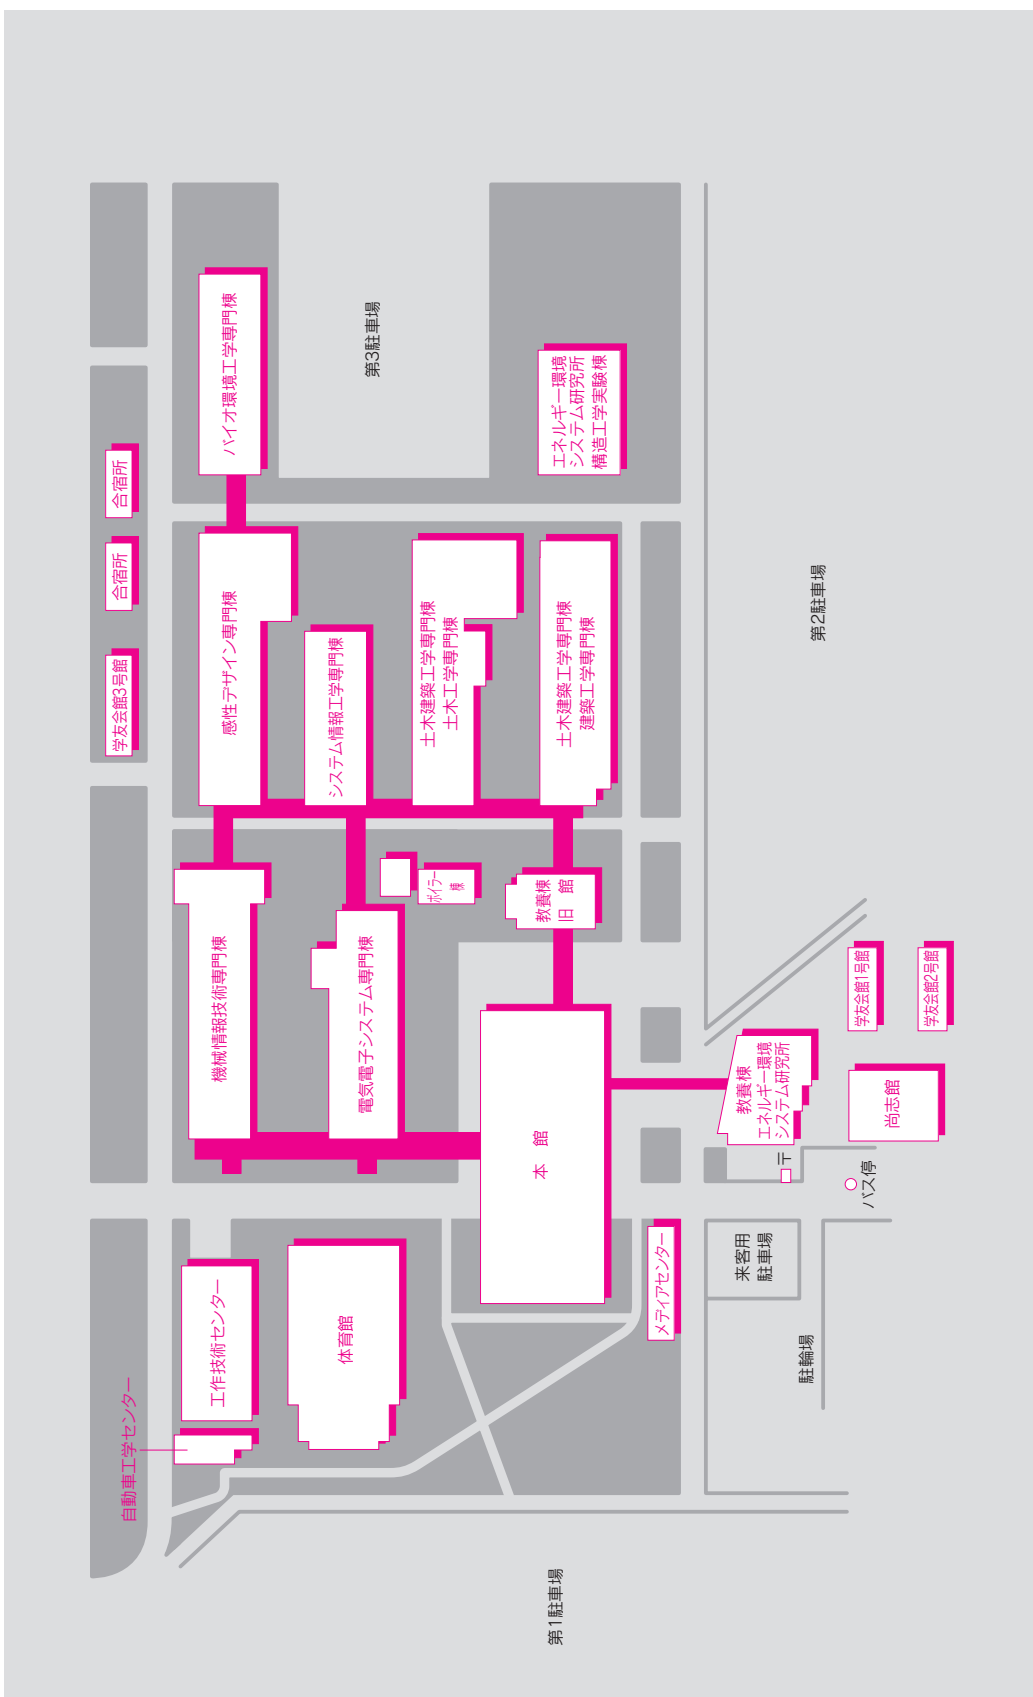 合宿所
合宿所
学友会館3号館
バイオ環境工学専門棟
第3駐車場
エネルギー環境
システム研究所
構造工学実験棟
感性デザイン専門棟
システム情報工学専門棟
土木建築工学専門棟
土木工学専門棟
土木建築工学専門棟
建築工学専門棟
第2駐車場
機械情報技術専門棟
電気電子システム専門棟
ボイラー
棟
教養棟
旧　館
本　館
教養棟
エネルギー環境
システム研究所
学友会館1号館
学友会館2号館
尚志館
〒
バス停
自動車工学センター
工作技術センター
体育館
メディアセンター
来客用
駐車場
駐輪場
第1駐車場